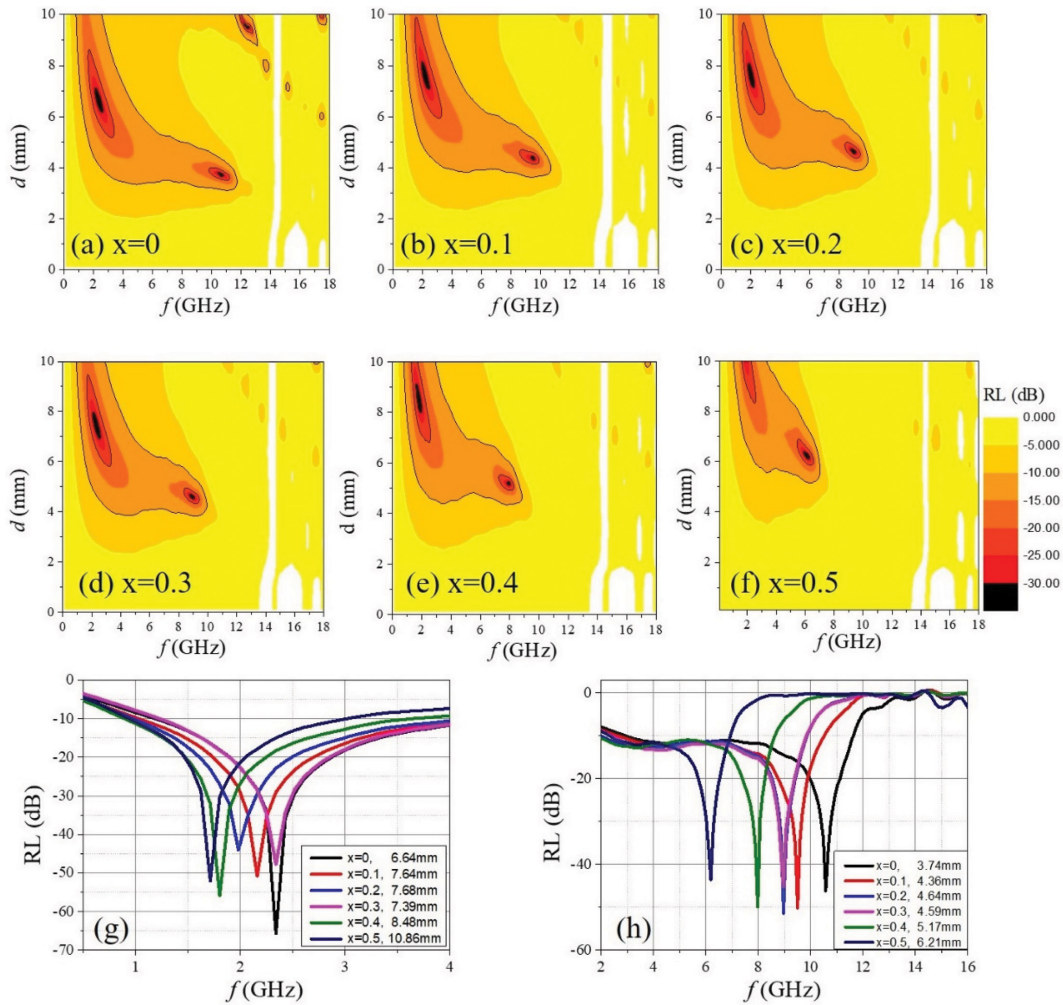 10
8
6
4
2
0
d (mm)
(a) x=0
0 2 4 6 8 10 12 14 16 18
f (GHz)
10
8
6
4
2
0
d (mm)
(b) x=0.1
0 2 4 6 8 10 12 14 16 18
f (GHz)
10
8
6
4
2
0
d (mm)
(c) x=0.2
0 2 4 6 8 10 12 14 16 18
f (GHz)
10
8
6
4
2
0
d (mm)
(d) x=0.3
0 2 4 6 8 10 12 14 16 18
f (GHz)
10
8
6
4
2
0
d (mm)
(e) x=0.4
0 2 4 6 8 10 12 14 16 18
f (GHz)
10
8
6
4
2
0
d (mm)
(f) x=0.5
2 4 6 8 10 12 14 16 18
f (GHz)
RL (dB)
0.000
-5.000
-10.00
-15.00
-20.00
-25.00
-30.00
0
-10
-20
-30
-40
-50
-60
-70
RL (dB)
(g)
x=0, 6.64mm
x=0.1, 7.64mm
x=0.2, 7.68mm
x=0.3, 7.39mm
x=0.4, 8.48mm
x=0.5, 10.86mm
1 2 3 4
f (GHz)
0
-20
-40
-60
RL (dB)
(h)
x=0, 3.74mm
x=0.1, 4.36mm
x=0.2, 4.64mm
x=0.3, 4.59mm
x=0.4, 5.17mm
x=0.5, 6.21mm
2 4 6 8 10 12 14 16
f (GHz)